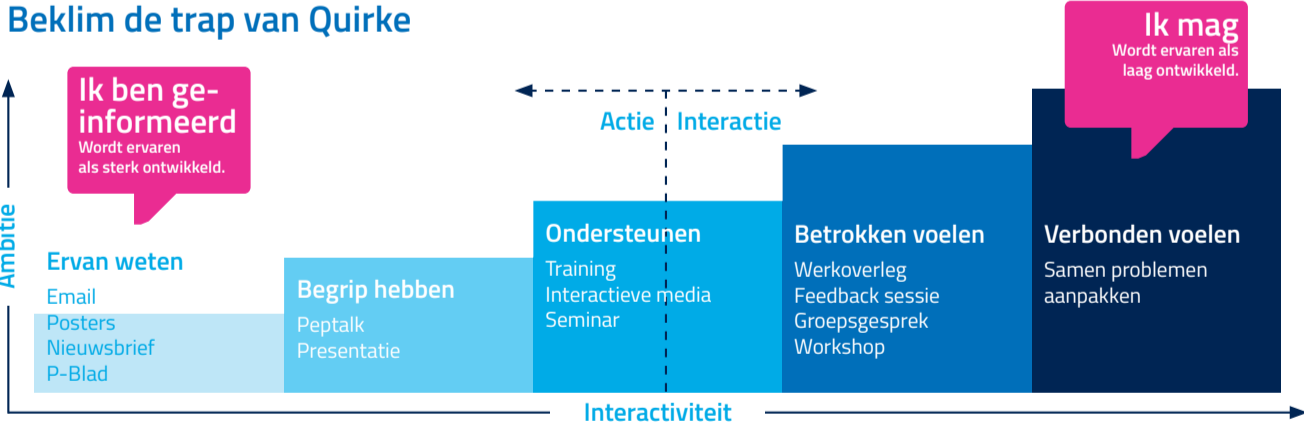 Beklim de trap van Quirke
Ik ben ge-
informeerd
Wordt ervaren
als sterk ontwikkeld.
Ik mag
Wordt ervaren als
laag ontwikkeld.
Actie
Interactie
Ambitie
Ervan weten
Email
Posters
Nieuwsbrief
P-Blad
Begrip hebben
Peptalk
Presentatie
Ondersteunen
Training
Interactieve media
Seminar
Betrokken voelen
Werkoverleg
Feedback sessie
Groepsgesprek
Workshop
Verbonden voelen
Samen problemen
aanpakken
Interactiviteit